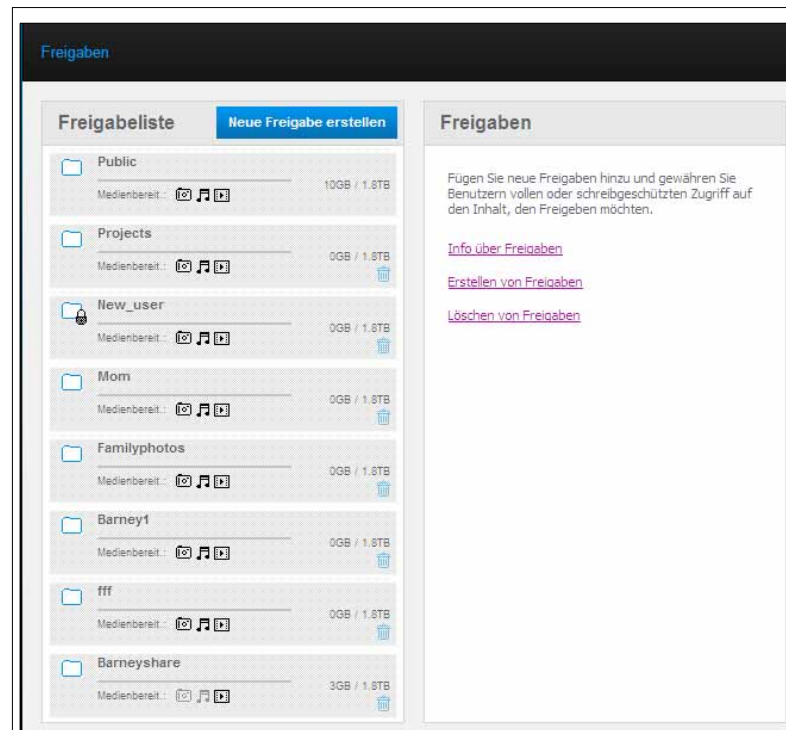 Freigaben
Freigabeliste
Neue Freigabe erstellen
Public
Medienbereit.:
10GB / 1.8TB
Projects
Medienbereit.:
0GB / 1.8TB
New_user
Medienbereit.:
0GB / 1.8TB
Mom
Medienbereit.:
0GB / 1.8TB
Familyphotos
Medienbereit.:
0GB / 1.8TB
Barney1
Medienbereit.:
0GB / 1.8TB
fff
Medienbereit.:
0GB / 1.8TB
Barneyshare
Medienbereit.:
3GB / 1.8TB
Freigaben
Fügen Sie neue Freigaben hinzu und gewähren Sie
Benutzern vollen oder schreibgeschützten Zugriff auf
den Inhalt, den Freigeben möchten.
Info über Freigaben
Erstellen von Freigaben
Löschen von Freigaben